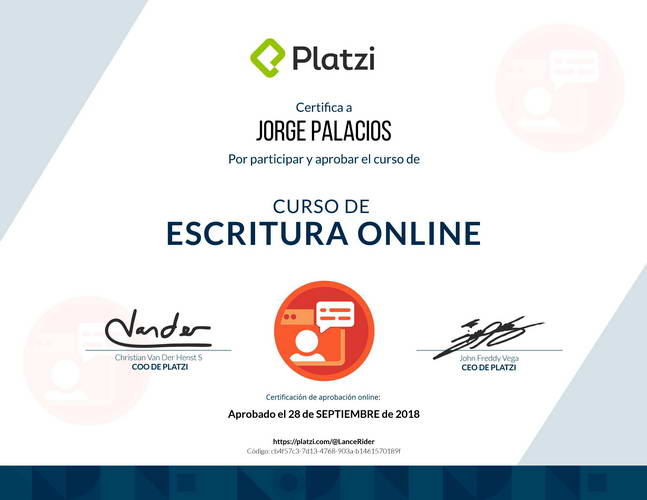 Platzi
Certifica a
JORGE PALACIOS
Por participar y aprobar el curso de
CURSO DE
ESCRITURA ONLINE
Vander
Christian Van Der Henst S
COO DE PLATZI
John Freddy Vega
CEO DE PLATZI
Certificación de aprobación online:
Aprobado el 28 de SEPTIEMBRE de 2018
https://platzi.com/@LanceRider
Código: cb4f57c3-7d13-4768-903a-b1461570189f